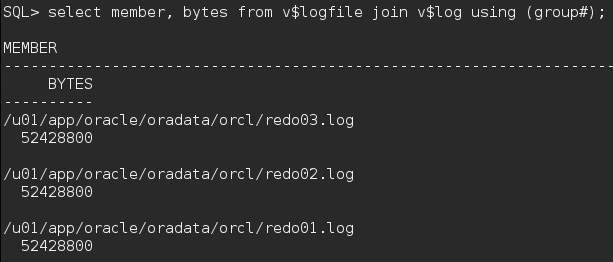 SQL> select member, bytes from v$logfile join v$log using (group#);
MEMBER
--------------------------------------------------------------------------------
BYTES
----------
/u01/app/oracle/oradata/orcl/redo03.log
52428800
/u01/app/oracle/oradata/orcl/redo02.log
52428800
/u01/app/oracle/oradata/orcl/redo01.log
52428800